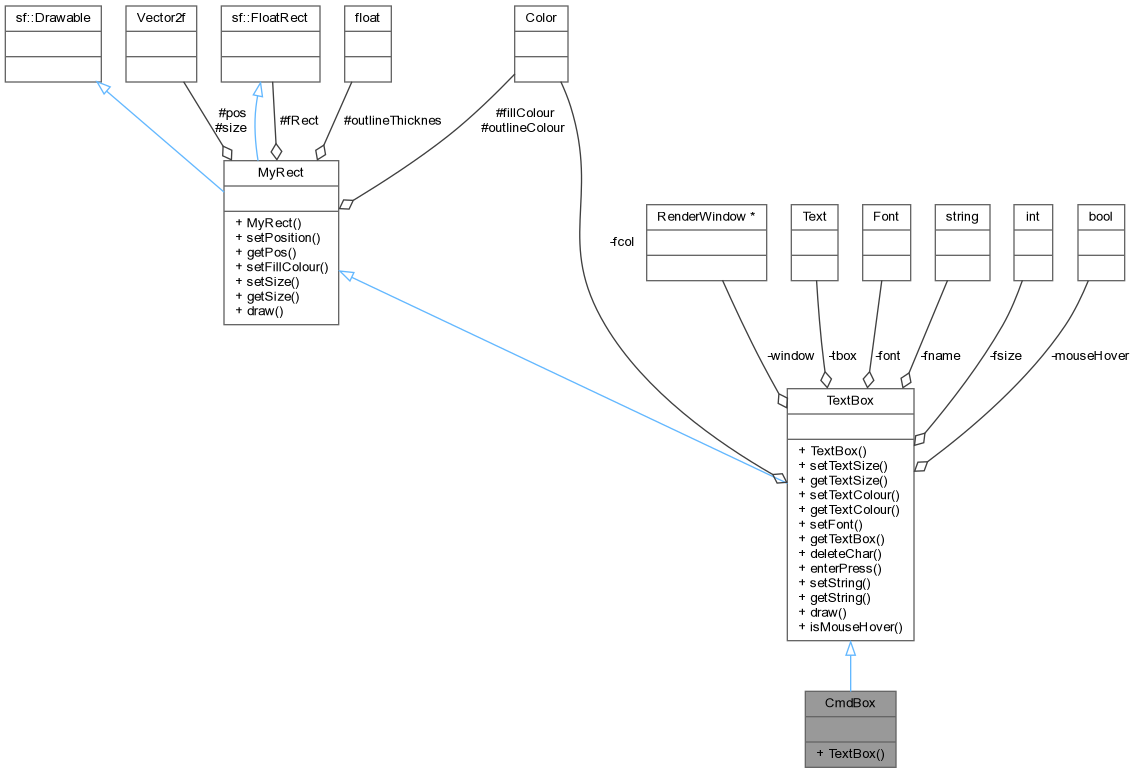 sf::Drawable
Vector2f
sf::FloatRect
float
Color
#pos
#size
#fRect
#outlineThicknes
#fillColour
#outlineColour
MyRect
+ MyRect()
+ setPosition()
+ getPos()
+ setFillColour()
+ setSize()
+ getSize()
+ draw()
-fcol
RenderWindow *
Text
Font
string
int
bool
-window
-tbox
-font
-fname
-fsize
-mouseHover
TextBox
+ TextBox()
+ setTextSize()
+ getTextSize()
+ setTextColour()
+ getTextColour()
+ setFont()
+ getTextBox()
+ deleteChar()
+ enterPress()
+ setString()
+ getString()
+ draw()
+ isMouseHover()
CmdBox
+ TextBox()